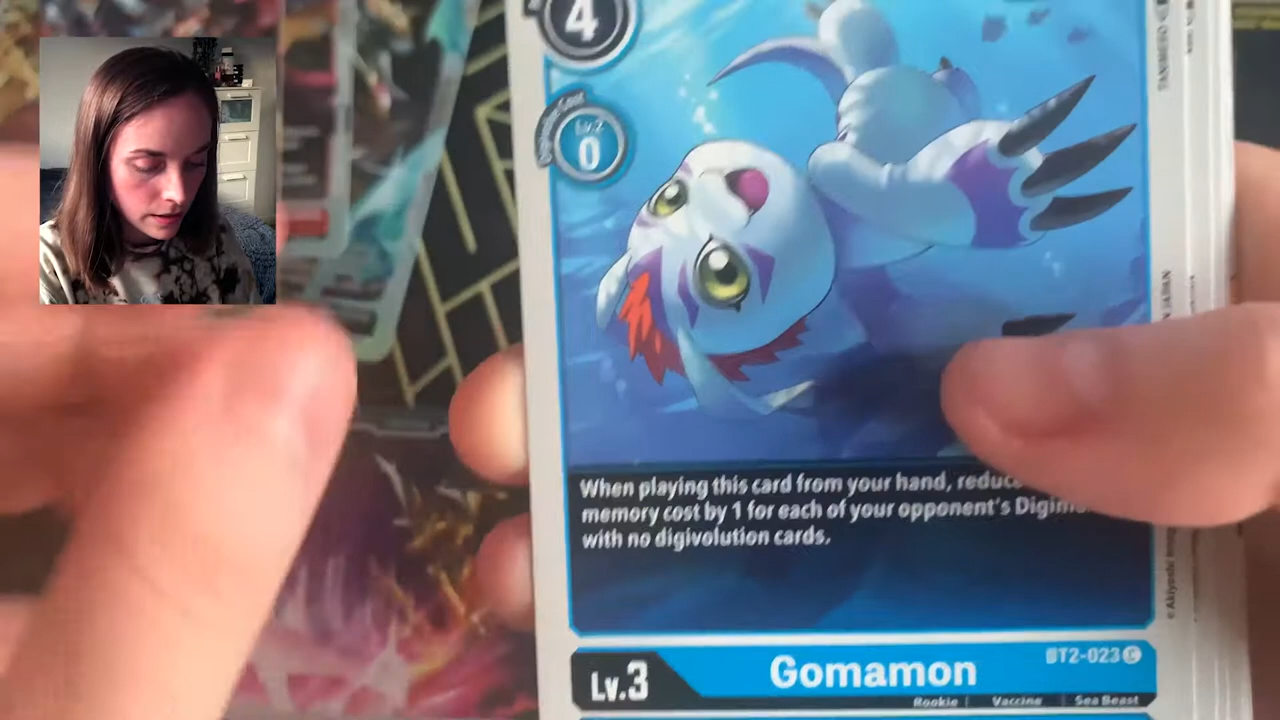 4
Lv.2
0
When playing this card from your hand, reduce
memory cost by 1 for each of your opponent's
with no digivolution cards.
BT2-023 C
Lv.3 Gomamon
Rookie | Vaccine | Sea Beast